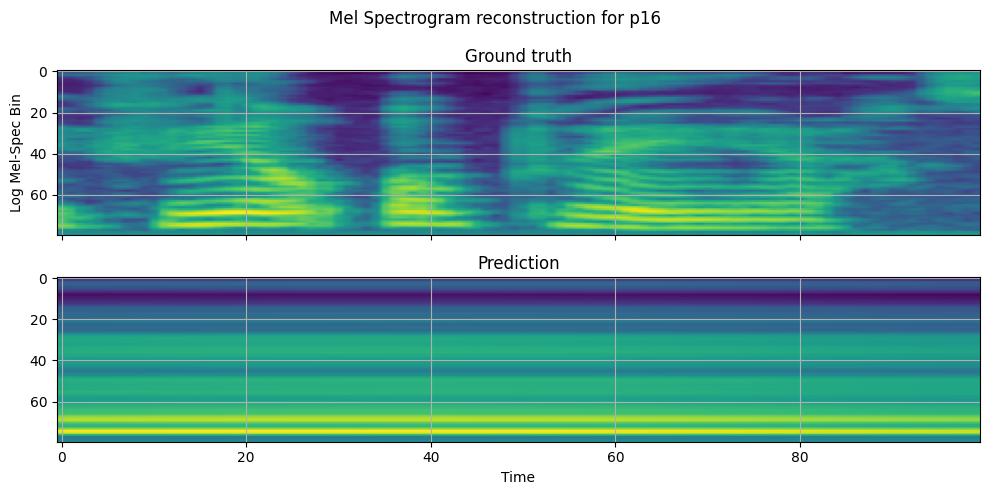 Mel Spectrogram reconstruction for p16
Ground truth
0
20
40
60
Log Mel-Spec Bin
Prediction
0
20
40
60
0 20 40 60 80
Time